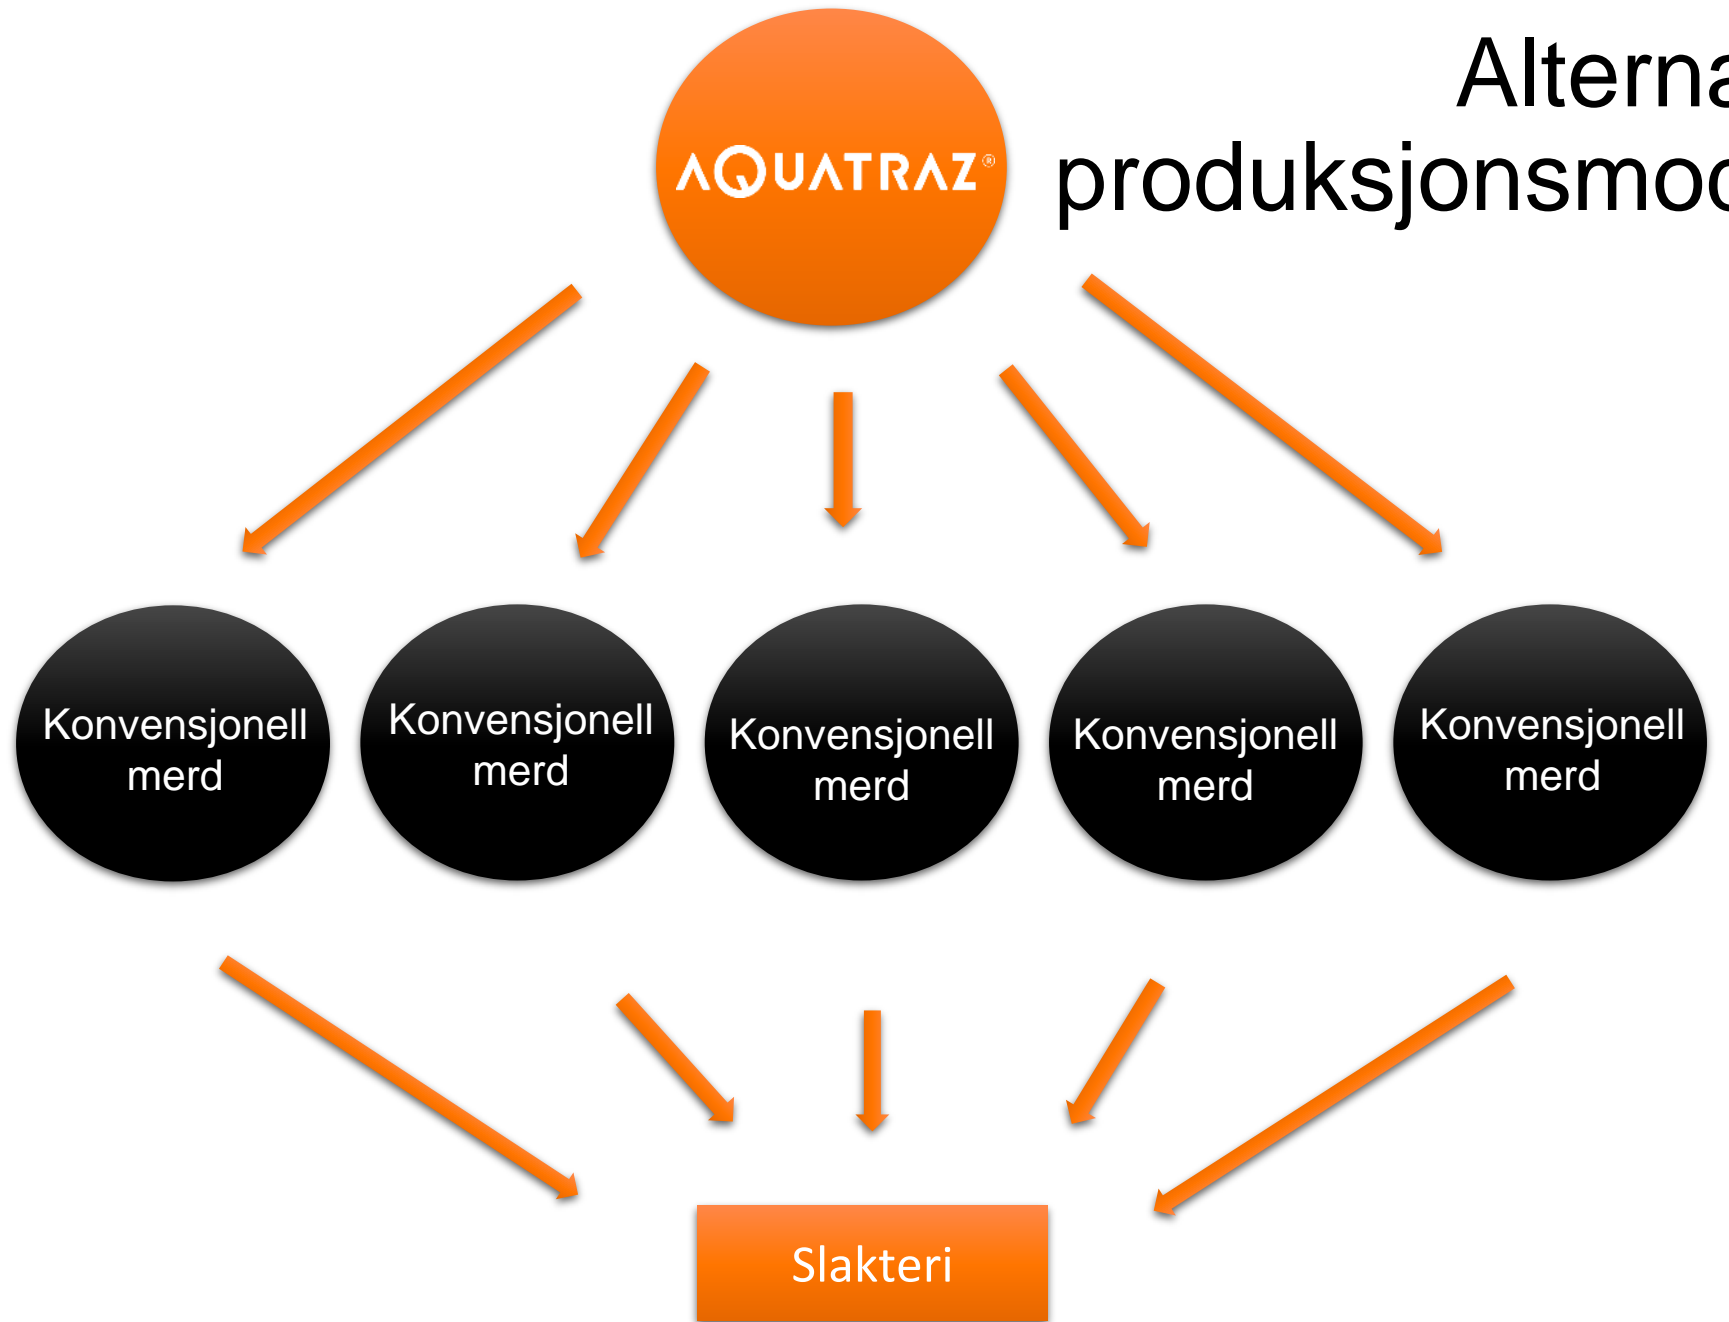 Alterna
produksjonsmod
AQUATRAZ®
Konvensjonell
merd
Konvensjonell
merd
Konvensjonell
merd
Konvensjonell
merd
Konvensjonell
merd
Slakteri